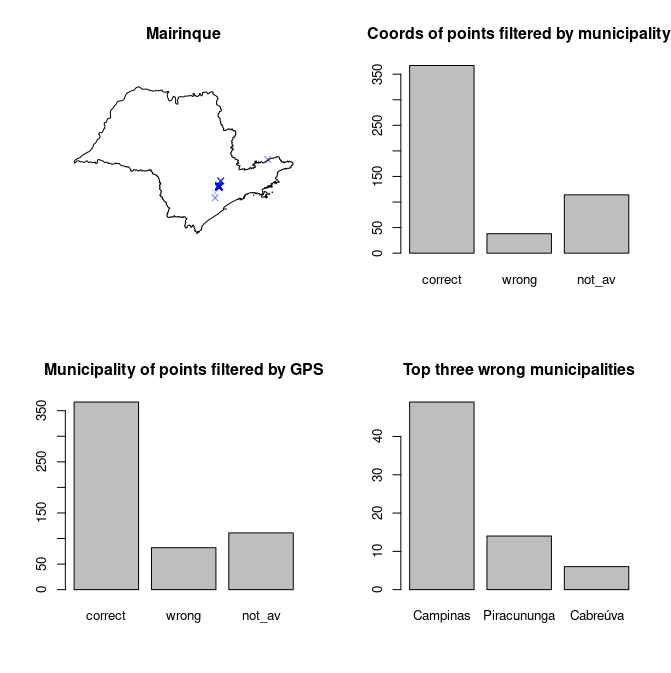 Mairinque
Coords of points filtered by municipality
350
250
150
50
0
correct wrong not_av
Municipality of points filtered by GPS
350
250
150
50
0
correct wrong not_av
Top three wrong municipalities
40
30
20
10
0
Campinas Piracununga Cabreúva